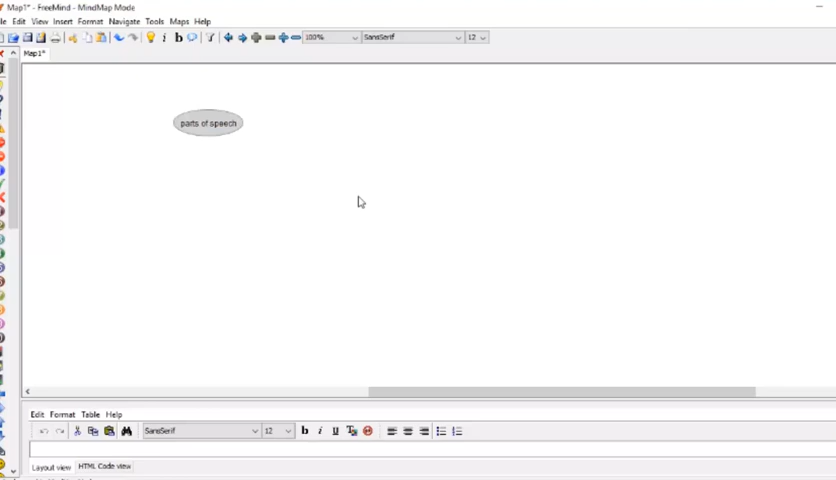 Map1* - FreeMind - MindMap Mode
le Edit View Insert Format Navigate Tools Maps Help
i b 100% SansSerif 12
Map1*
parts of speech
Edit Format Table Help
SansSerif 12 b i u
Layout view HTML Code view